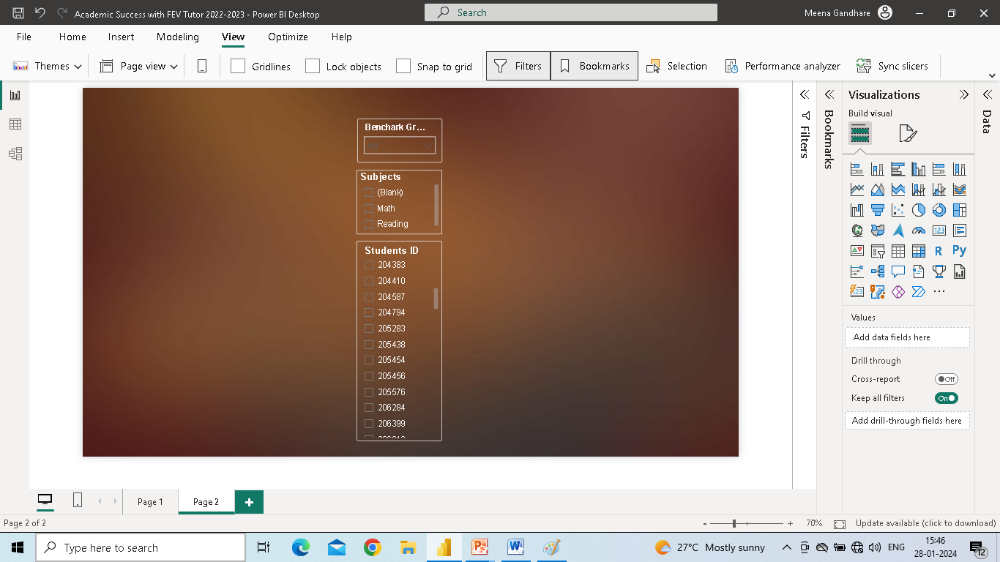 Academic Success with FEV Tutor 2022-2023 - Power BI Desktop
Search
Meena Gandhare
File Home Insert Modeling View Optimize Help
Themes Page view Gridlines Lock objects Snap to grid Filters Bookmarks Selection Performance analyzer Sync slicers
Benchark Gr...
All
Subjects
(Blank)
Math
Reading
Students ID
204383
204410
204587
204794
205283
205438
205454
205456
205576
206284
206399
Filters
Bookmarks
Visualizations
Build visual
123
R
Py
123
Values
Add data fields here
Drill through
Cross-report Off
Keep all filters On
Add drill-through fields here
Data
Page 1 Page 2 +
Page 2 of 2
- + 70% Update available (click to download)
Type here to search
27°C Mostly sunny
ENG
15:46
28-01-2024
12